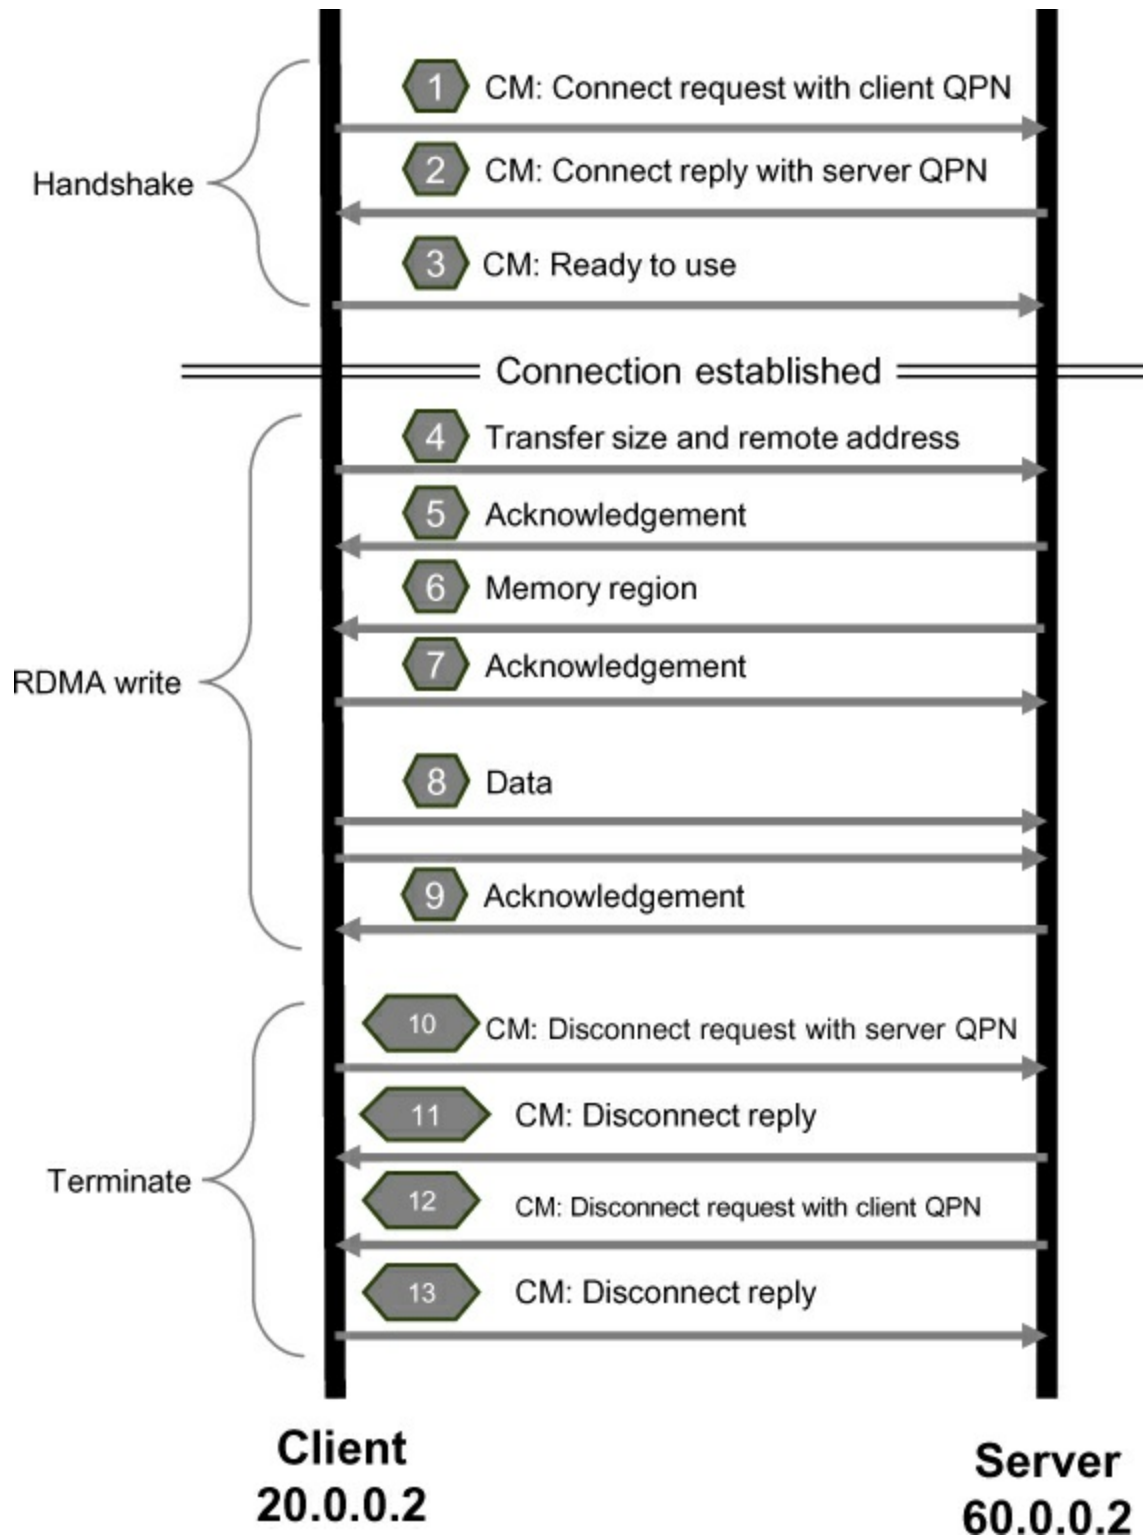 1 CM: Connect request with client QPN
2 CM: Connect reply with server QPN
Handshake
3 CM: Ready to use
Connection established
4 Transfer size and remote address
5 Acknowledgement
6 Memory region
7 Acknowledgement
RDMA write
8 Data
9 Acknowledgement
10 CM: Disconnect request with server QPN
11 CM: Disconnect reply
Terminate
12 CM: Disconnect request with client QPN
13 CM: Disconnect reply
Client
20.0.0.2
Server
60.0.0.2